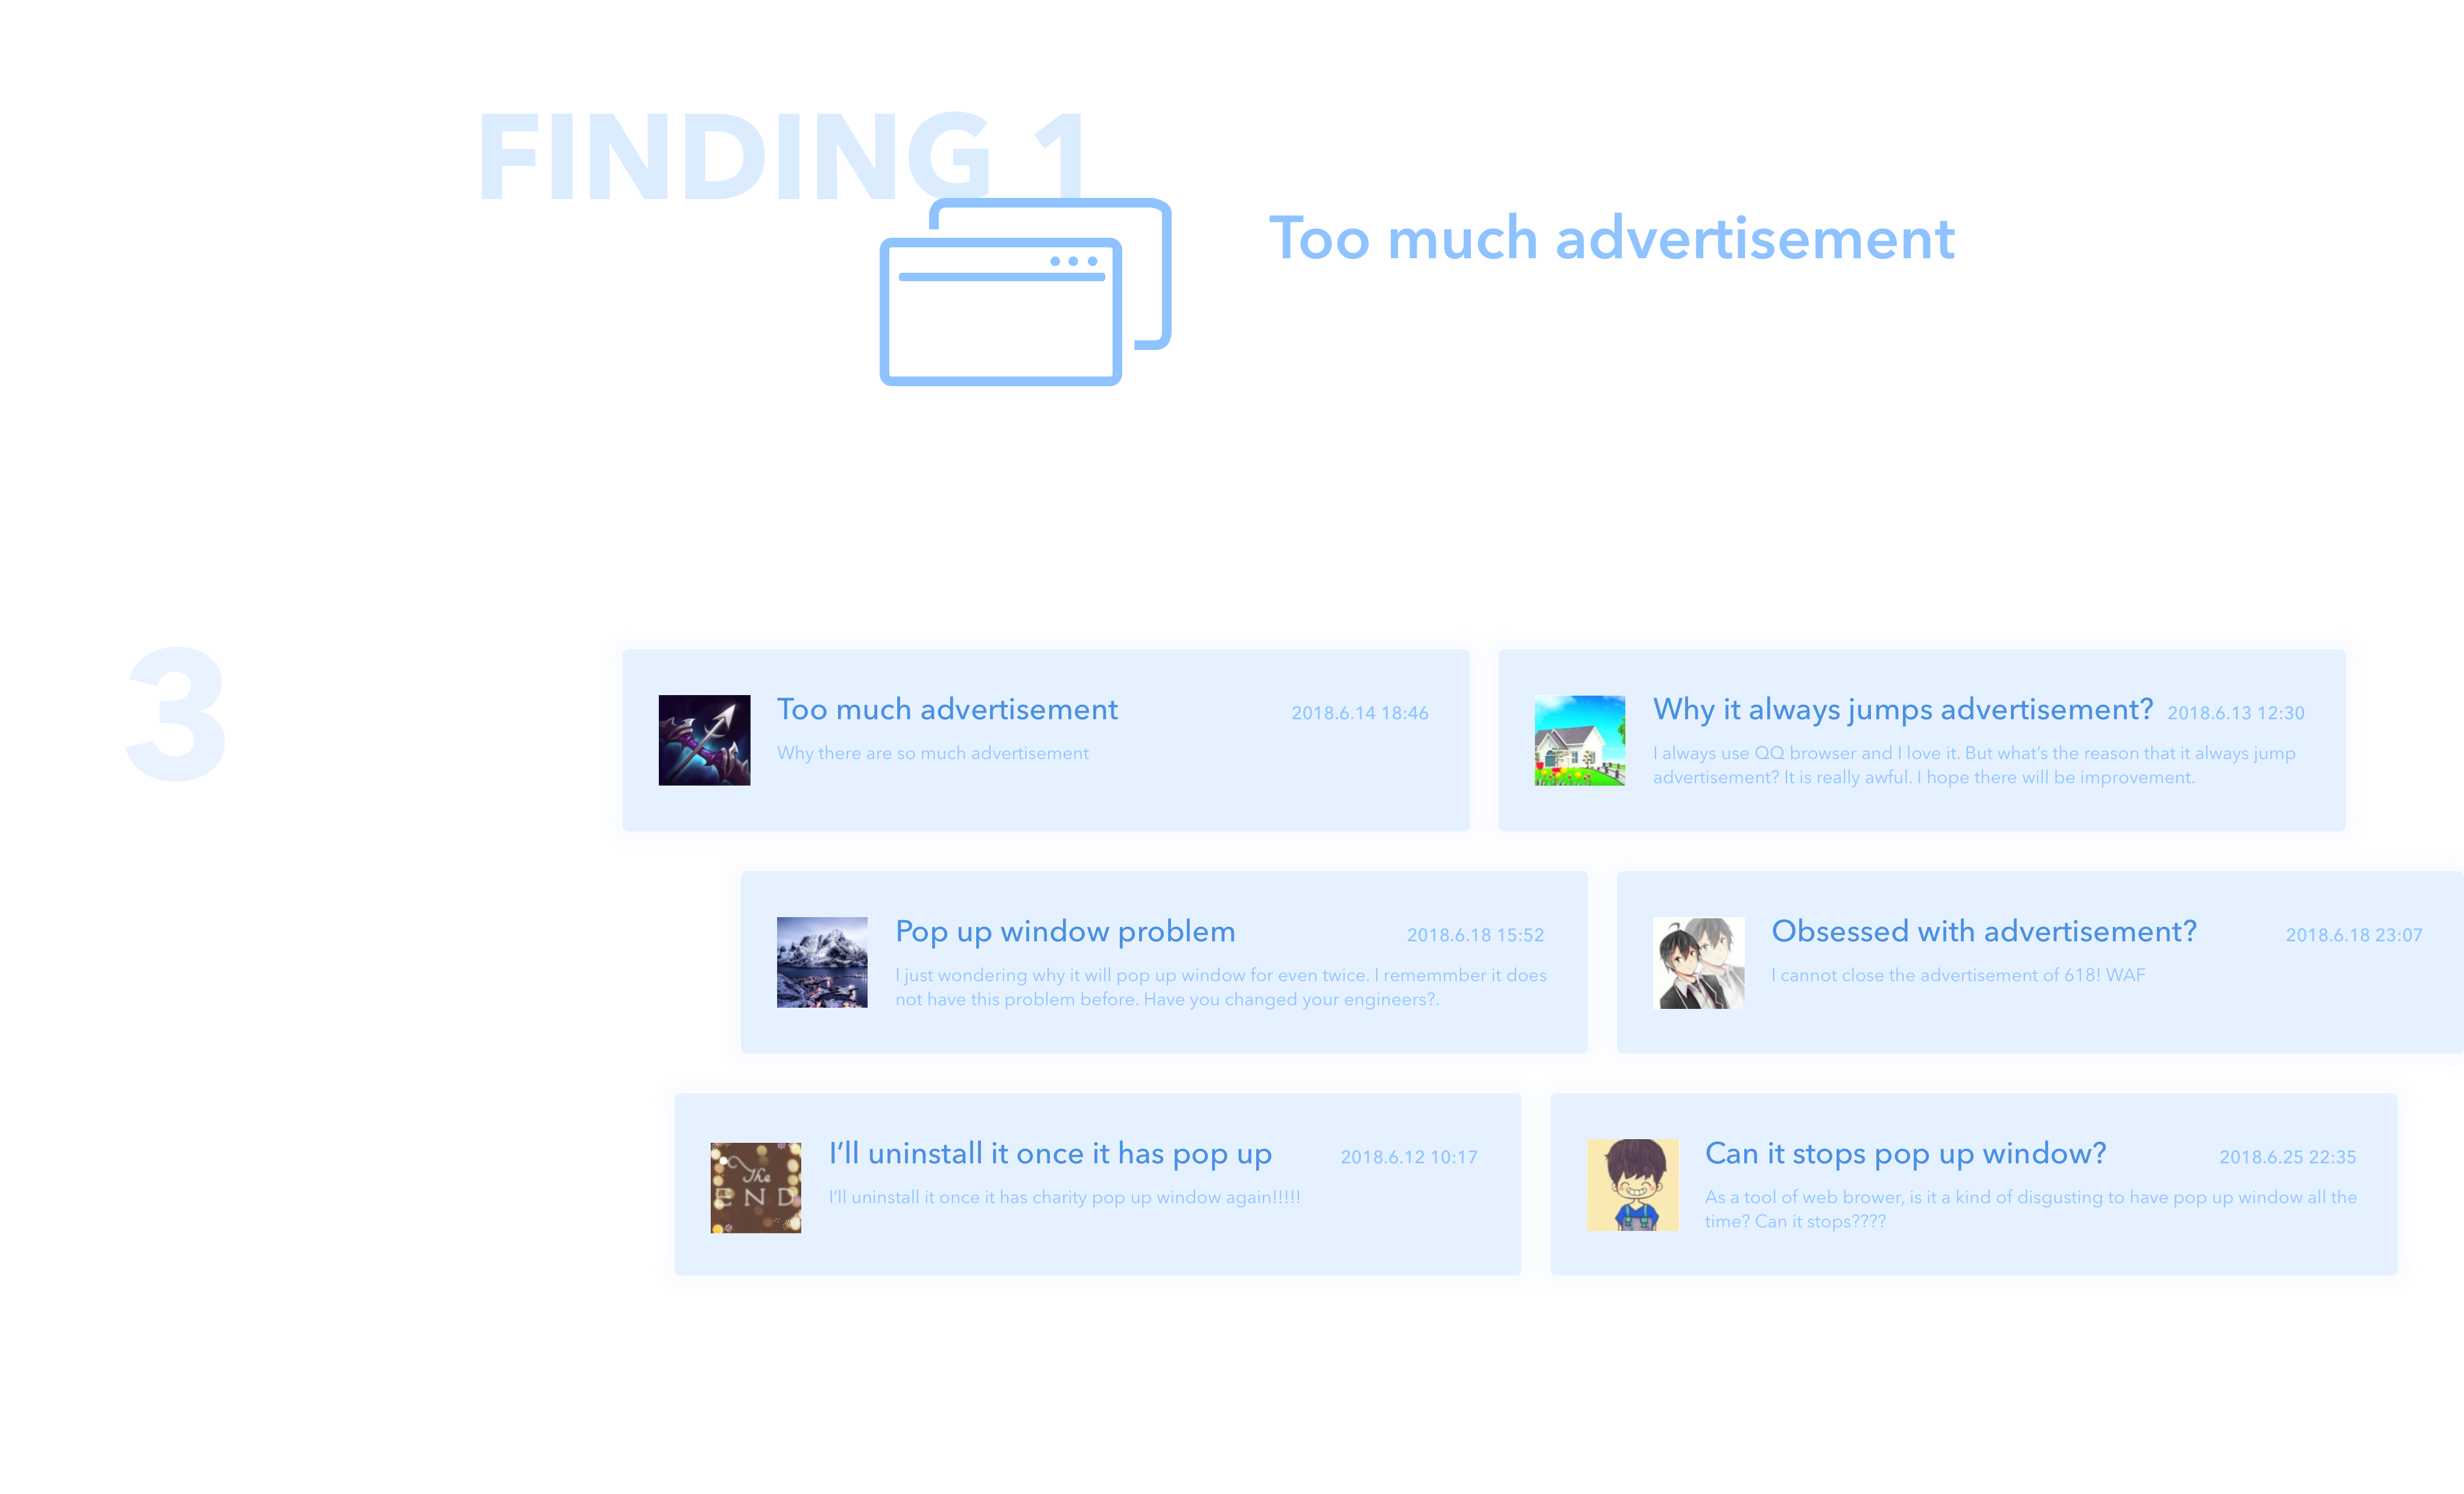 FINDING 1
Too much advertisement
3
Too much advertisement 2018.6.14 18:46
Why there are so much advertisement
Why it always jumps advertisement? 2018.6.13 12:30
I always use QQ browser and I love it. But what’s the reason that it always jump
advertisement? It is really awful. I hope there will be improvement.
Pop up window problem 2018.6.18 15:52
I just wondering why it will pop up window for even twice. I rememmber it does
not have this problem before. Have you changed your engineers?.
Obsessed with advertisement? 2018.6.18 23:07
I cannot close the advertisement of 618! WAF
The
END
I’ll uninstall it once it has pop up 2018.6.12 10:17
I’ll uninstall it once it has charity pop up window again!!!!!
Can it stops pop up window? 2018.6.25 22:35
As a tool of web brower, is it a kind of disgusting to have pop up window all the
time? Can it stops????